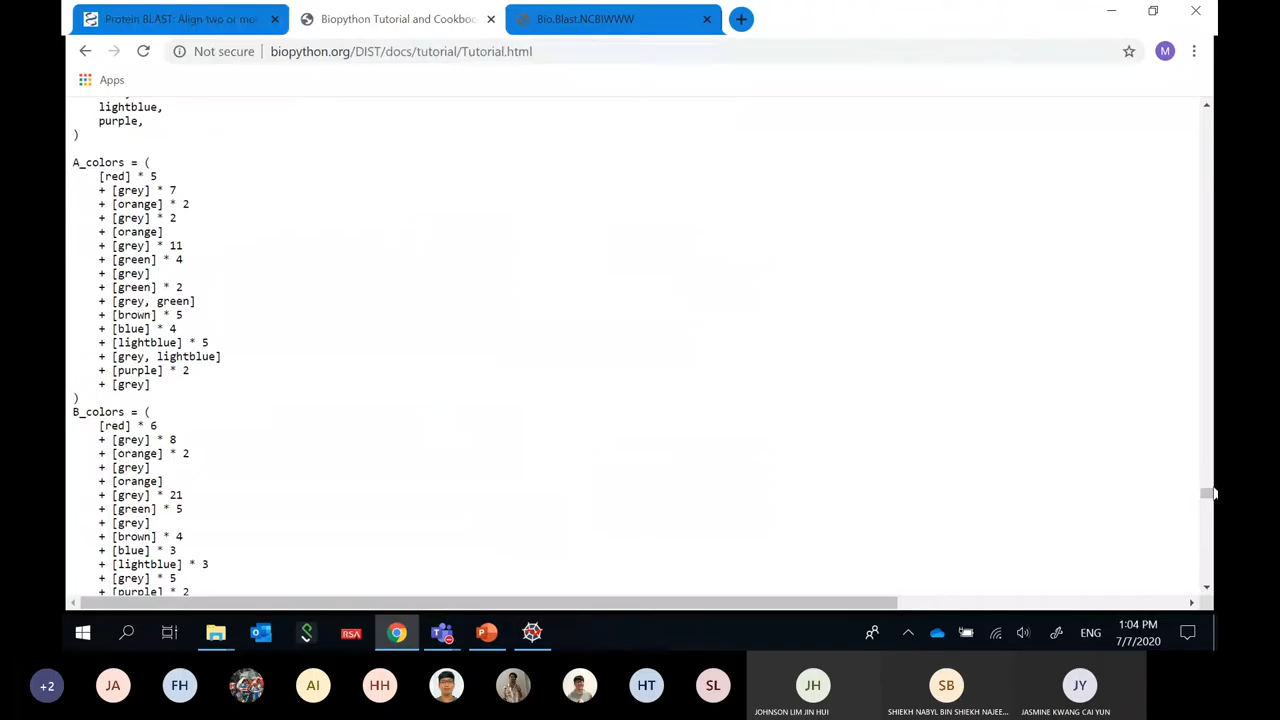 Protein BLAST: Align two or mo
Biopython Tutorial and Cookboo
Bio.Blast.NCBIWWW
Not secure
biopython.org/DIST/docs/tutorial/Tutorial.html
M
Apps
lightblue,
purple,
)
A_colors = (
[red] * 5
+ [grey] * 7
+ [orange] * 2
+ [grey] * 2
+ [orange]
+ [grey] * 11
+ [green] * 4
+ [grey]
+ [green] * 2
+ [grey, green]
+ [brown] * 5
+ [blue] * 4
+ [lightblue] * 5
+ [grey, lightblue]
+ [purple] * 2
+ [grey]
)
B_colors = (
[red] * 6
+ [grey] * 8
+ [orange] * 2
+ [grey]
+ [orange]
+ [grey] * 21
+ [green] * 5
+ [grey]
+ [brown] * 4
+ [blue] * 3
+ [lightblue] * 3
+ [grey] * 5
+ [purple] * 2
RSA
ENG
1:04 PM
7/7/2020
+2
JA
FH
AI
HH
HT
SL
JH
SB
JY
JOHNSON LIM JIN HUI
SHIEKH NABYL BIN SHIEKH NAJEE...
JASMINE KWANG CAI YUN